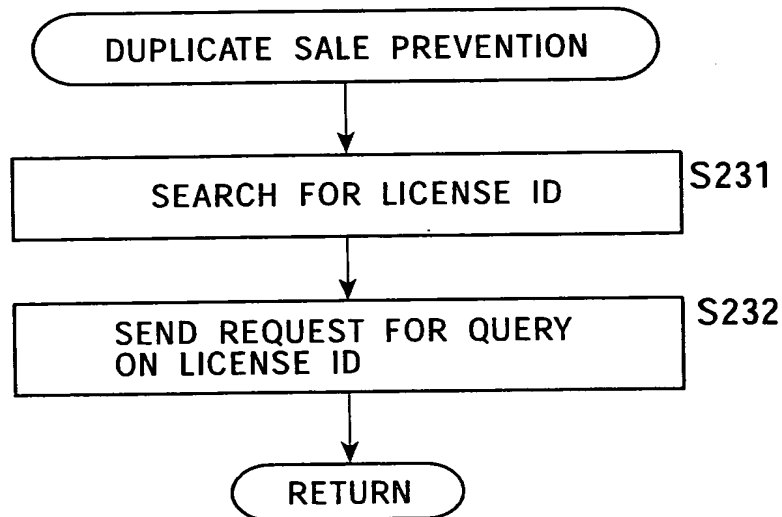 DUPLICATE SALE PREVENTION
SEARCH FOR LICENSE ID
S231
SEND REQUEST FOR QUERY
ON LICENSE ID
S232
RETURN